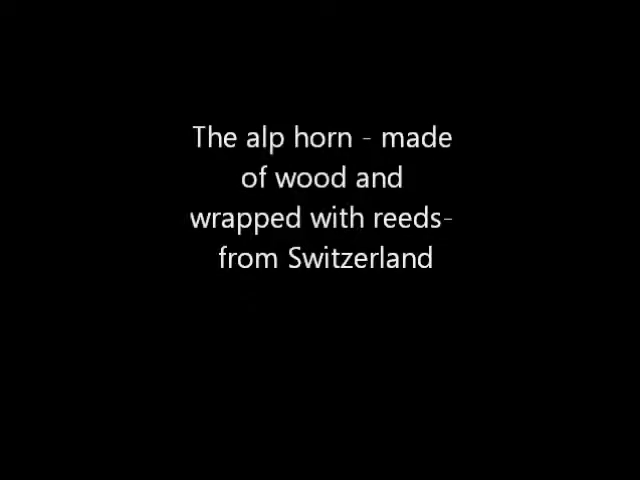 The alp horn - made
of wood and
wrapped with reeds-
from Switzerland